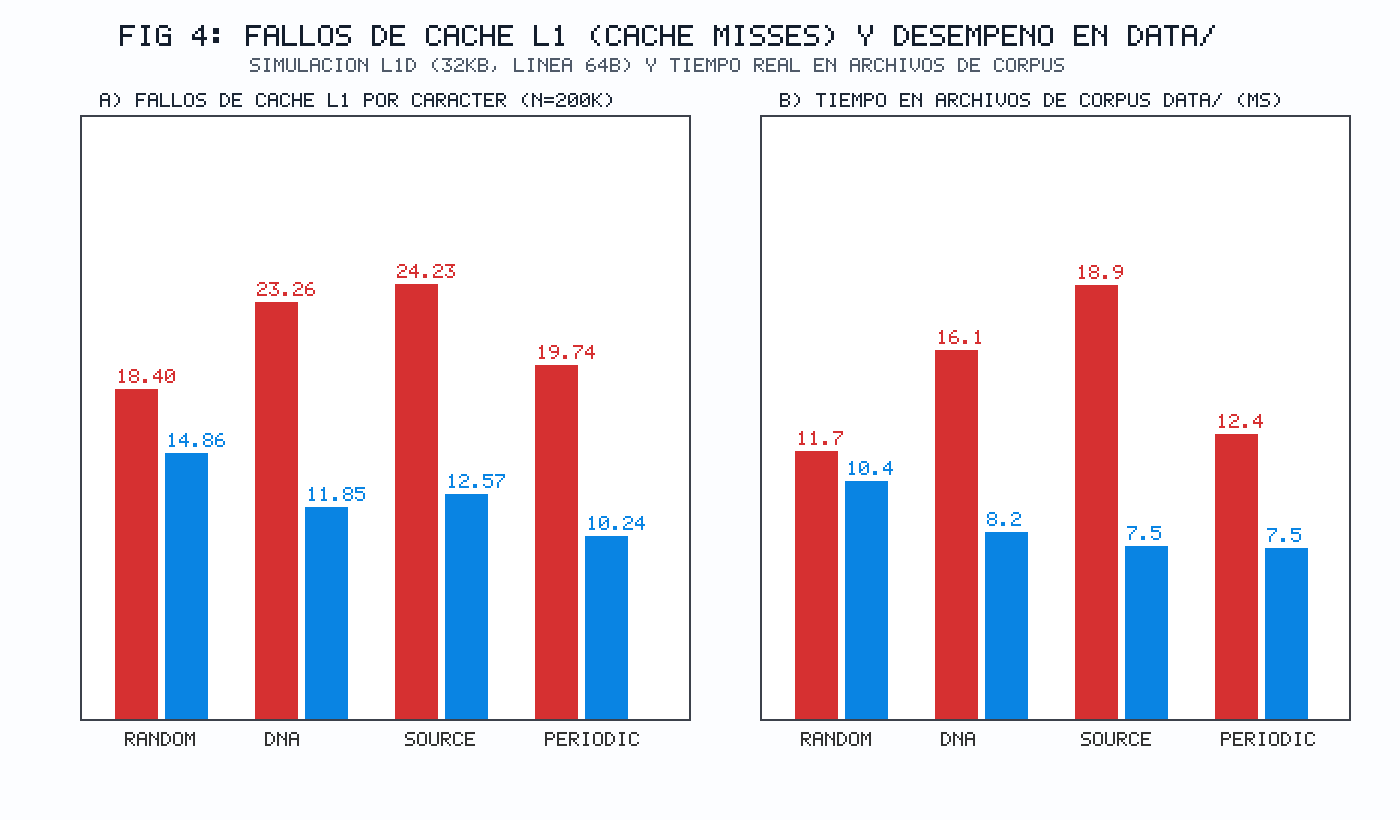 FIG 4: FALLOS DE CACHE L1 (CACHE MISSES) Y DESEMPENO EN DATA/
SIMULACION L1D (32KB, LINEA 64B) Y TIEMPO REAL EN ARCHIVOS DE CORPUS
A) FALLOS DE CACHE L1 POR CARACTER (N=200K)
18.40
14.86
23.26
11.85
24.23
12.57
19.74
10.24
RANDOM DNA SOURCE PERIODIC
B) TIEMPO EN ARCHIVOS DE CORPUS DATA/ (MS)
11.7
10.4
16.1
8.2
18.9
7.5
12.4
7.5
RANDOM DNA SOURCE PERIODIC